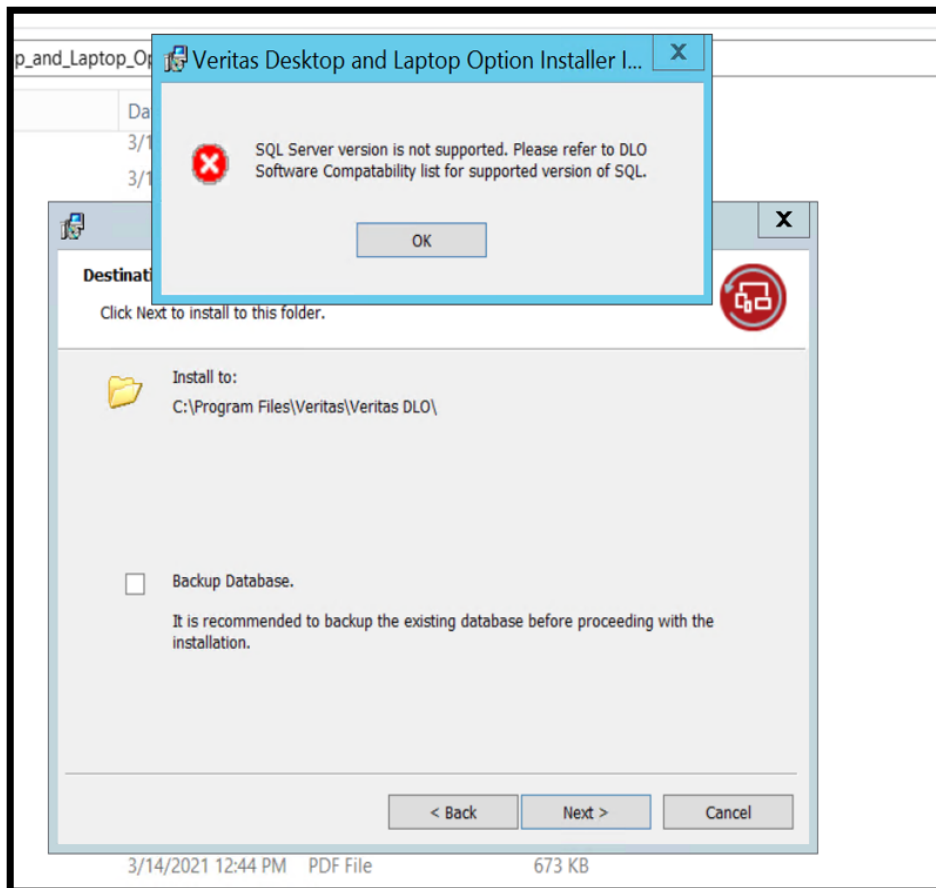 p_and_Laptop_Op
Veritas Desktop and Laptop Option Installer I...
X
Da
3/1
3/1
SQL Server version is not supported. Please refer to DLO
Software Compatability list for supported version of SQL.
OK
X
Destinati
Click Next to install to this folder.
Install to:
C:\Program Files\Veritas\Veritas DLO\
Backup Database.
It is recommended to backup the existing database before proceeding with the
installation.
< Back
Next >
Cancel
3/14/2021 12:44 PM PDF File 673 KB